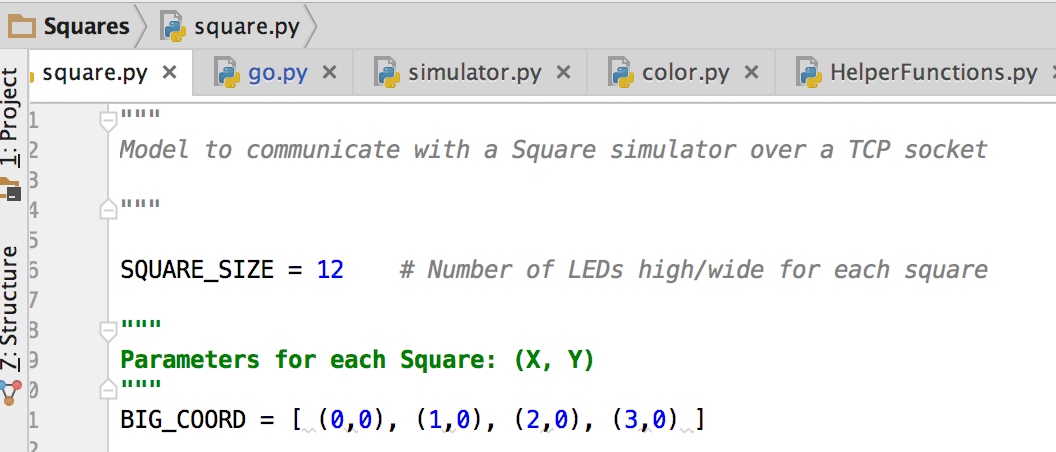 Squares
square.py
square.py
go.py
simulator.py
color.py
HelperFunctions.py
1: Project
7: Structure
1 """
2 Model to communicate with a Square simulator over a TCP socket
3
4 """
5
6 SQUARE_SIZE = 12 # Number of LEDs high/wide for each square
7
8 """
9 Parameters for each Square: (X, Y)
0 """
1 BIG_COORD = [ (0,0), (1,0), (2,0), (3,0) ]
2